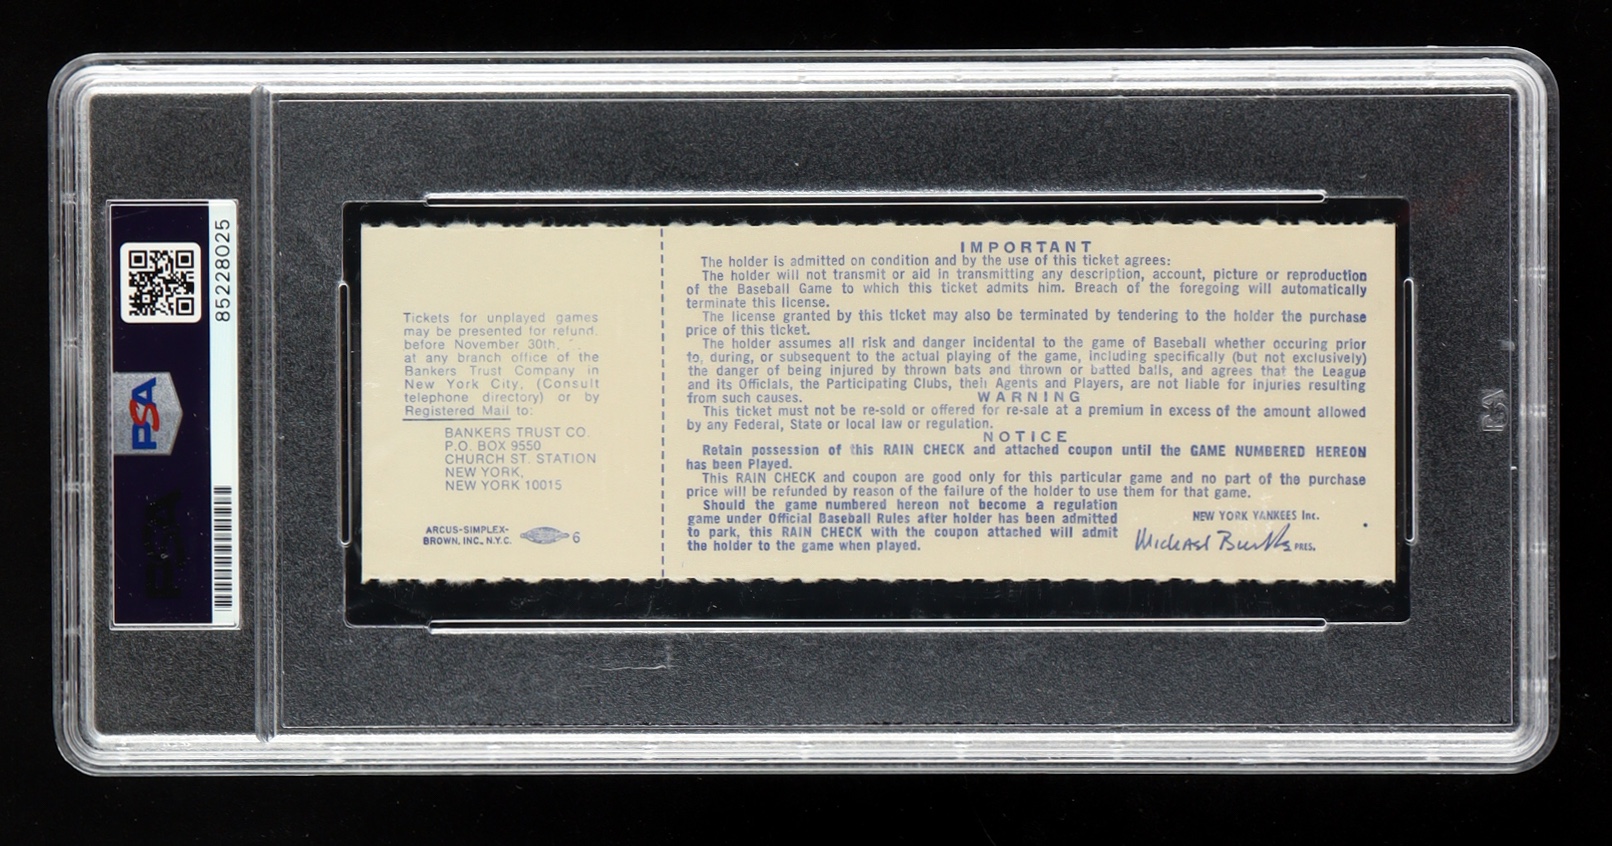 85228025
PSA
Tickets for unplayed games
may be presented for refund,
before November 30th,
at any branch office of the
Bankers Trust Company in
New York City, (Consult
telephone directory) or by
Registered Mail to:
BANKERS TRUST CO.
P.O. BOX 9550
CHURCH ST. STATION
NEW YORK,
NEW YORK 10015
ARCUS-SIMPLEX-
BROWN, INC., N.Y.C. 6
IMPORTANT
The holder is admitted on condition and by the use of this ticket agrees:
The holder will not transmit or aid in transmitting any description, account, picture or reproduction
of the Baseball Game to which this ticket admits him. Breach of the foregoing will automatically
terminate this license.
The license granted by this ticket may also be terminated by tendering to the holder the purchase
price of this ticket.
The holder assumes all risk and danger incidental to the game of Baseball whether occuring prior
to, during, or subsequent to the actual playing of the game, including specifically (but not exclusively)
the danger of being injured by thrown bats and thrown or batted balls, and agrees that the League
and its Officials, the Participating Clubs, their Agents and Players, are not liable for injuries resulting
from such causes.
WARNING
This ticket must not be re-sold or offered for re-sale at a premium in excess of the amount allowed
by any Federal, State or local law or regulation.
NOTICE
Retain possession of this RAIN CHECK and attached coupon until the GAME NUMBERED HEREON
has been Played.
This RAIN CHECK and coupon are good only for this particular game and no part of the purchase
price will be refunded by reason of the failure of the holder to use them for that game.
Should the game numbered hereon not become a regulation
game under Official Baseball Rules after holder has been admitted
to park, this RAIN CHECK with the coupon attached will admit
the holder to the game when played.
NEW YORK YANKEES Inc.
Michael Burke PRES.
PSA